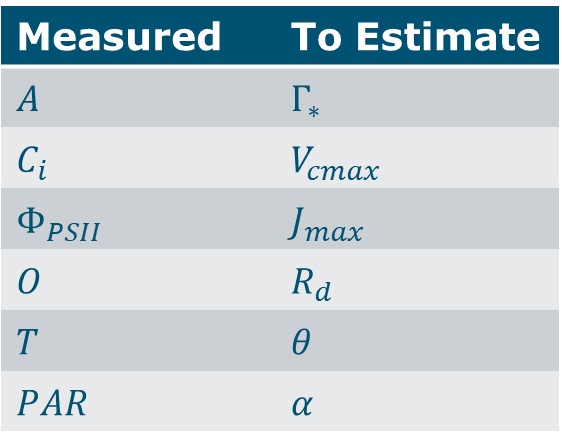 Measured To Estimate
A Γ*
Ci Vcmax
ΦPSII Jmax
O Rd
T θ
PAR α